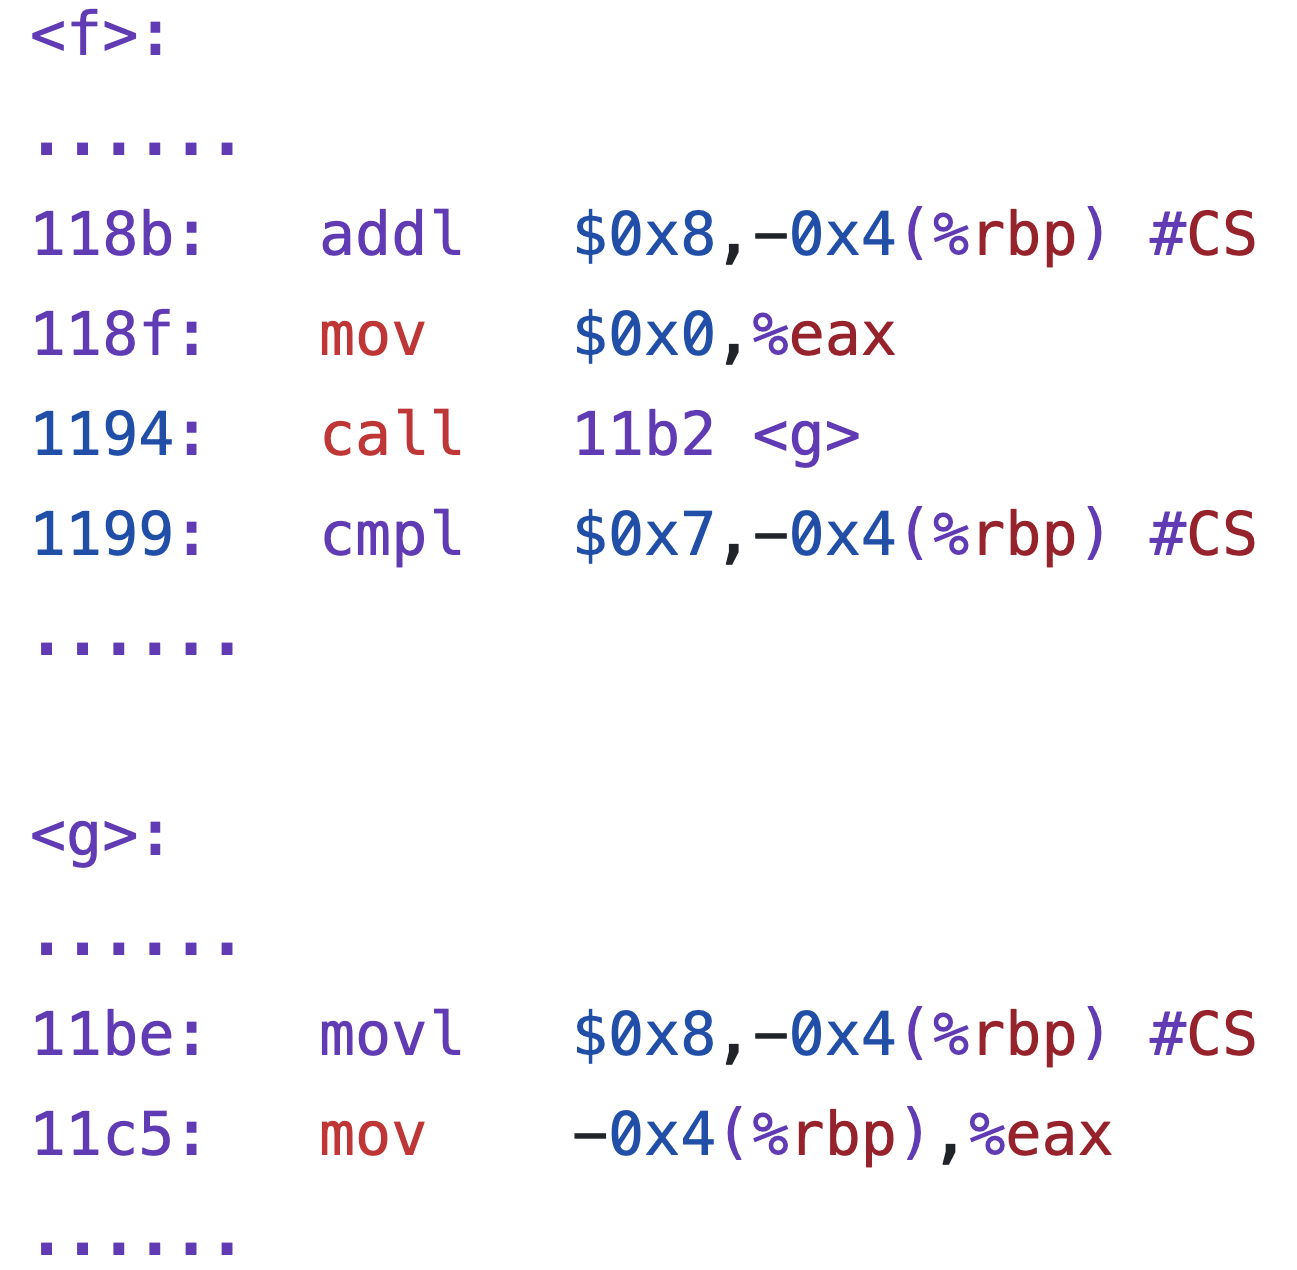 <f>:
......
118b:   addl   $0x8,-0x4(%rbp) #CS
118f:   mov    $0x0,%eax
1194:   call   11b2 <g>
1199:   cmpl   $0x7,-0x4(%rbp) #CS
......
<g>:
......
11be:   movl   $0x8,-0x4(%rbp) #CS
11c5:   mov    -0x4(%rbp),%eax
......